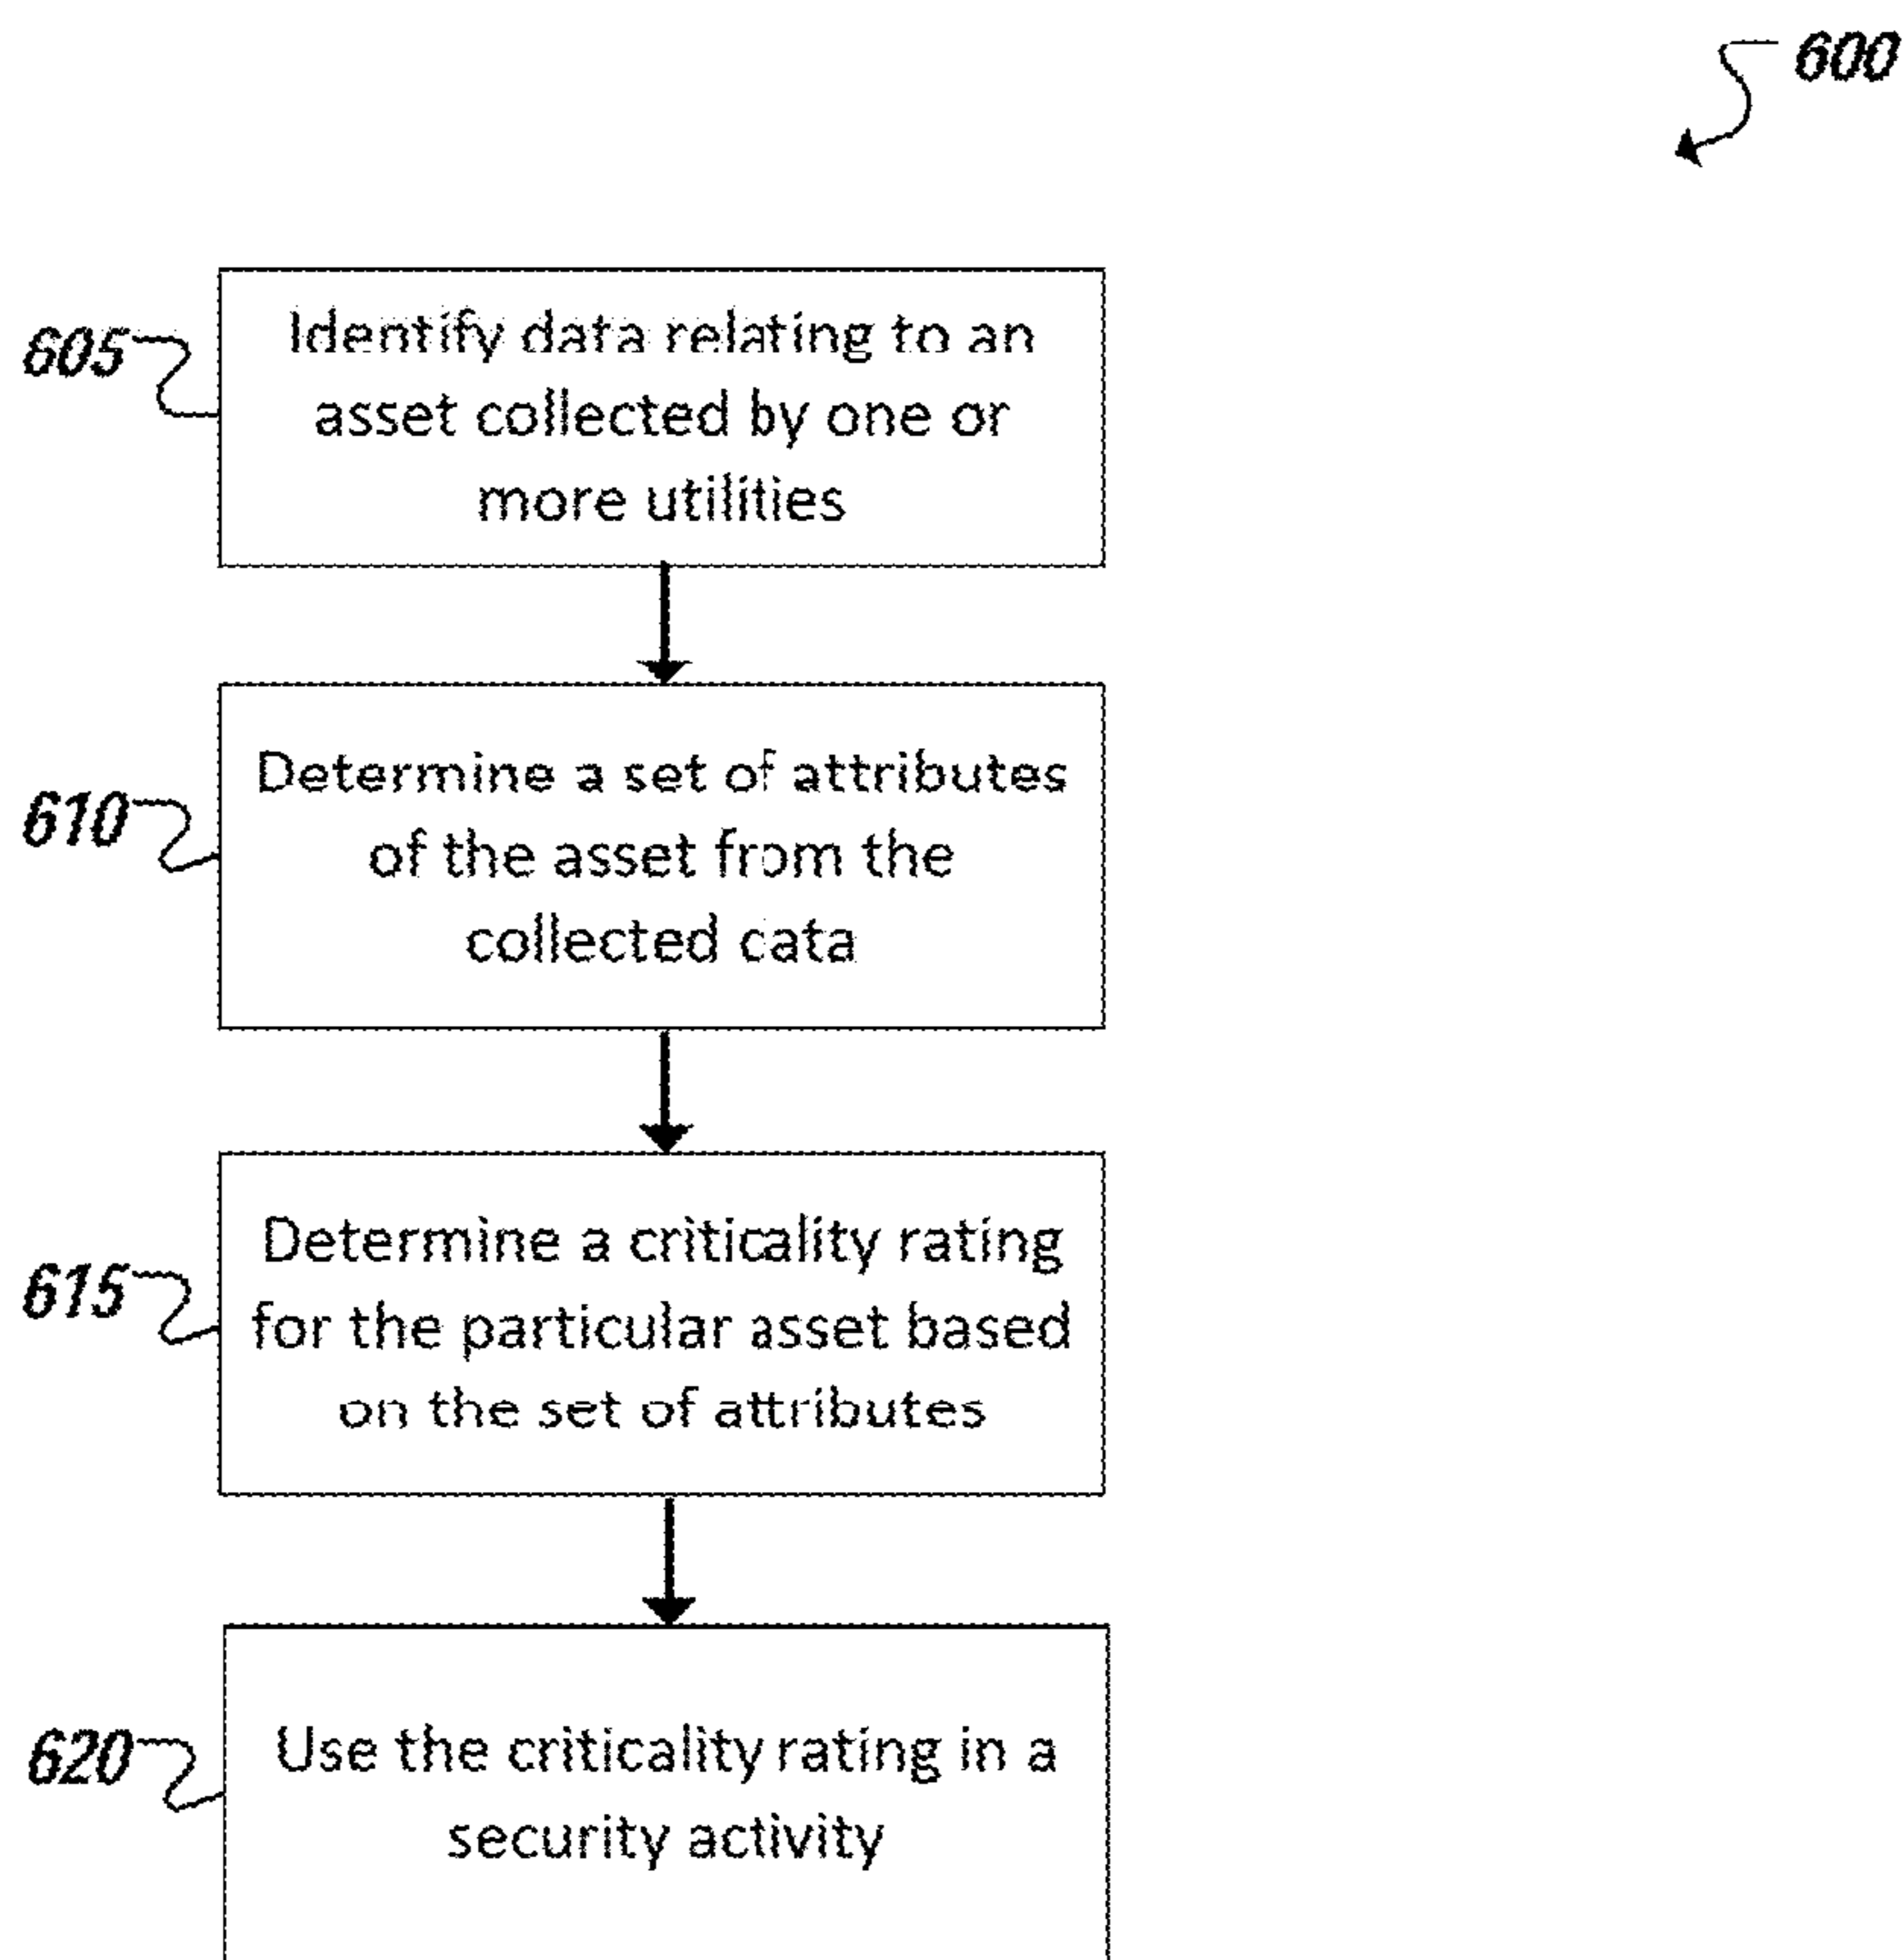 600
605
Identify data relating to an
asset collected by one or
more utilities
610
Determine a set of attributes
of the asset from the
collected data
615
Determine a criticality rating
for the particular asset based
on the set of attributes
620
Use the criticality rating in a
security activity